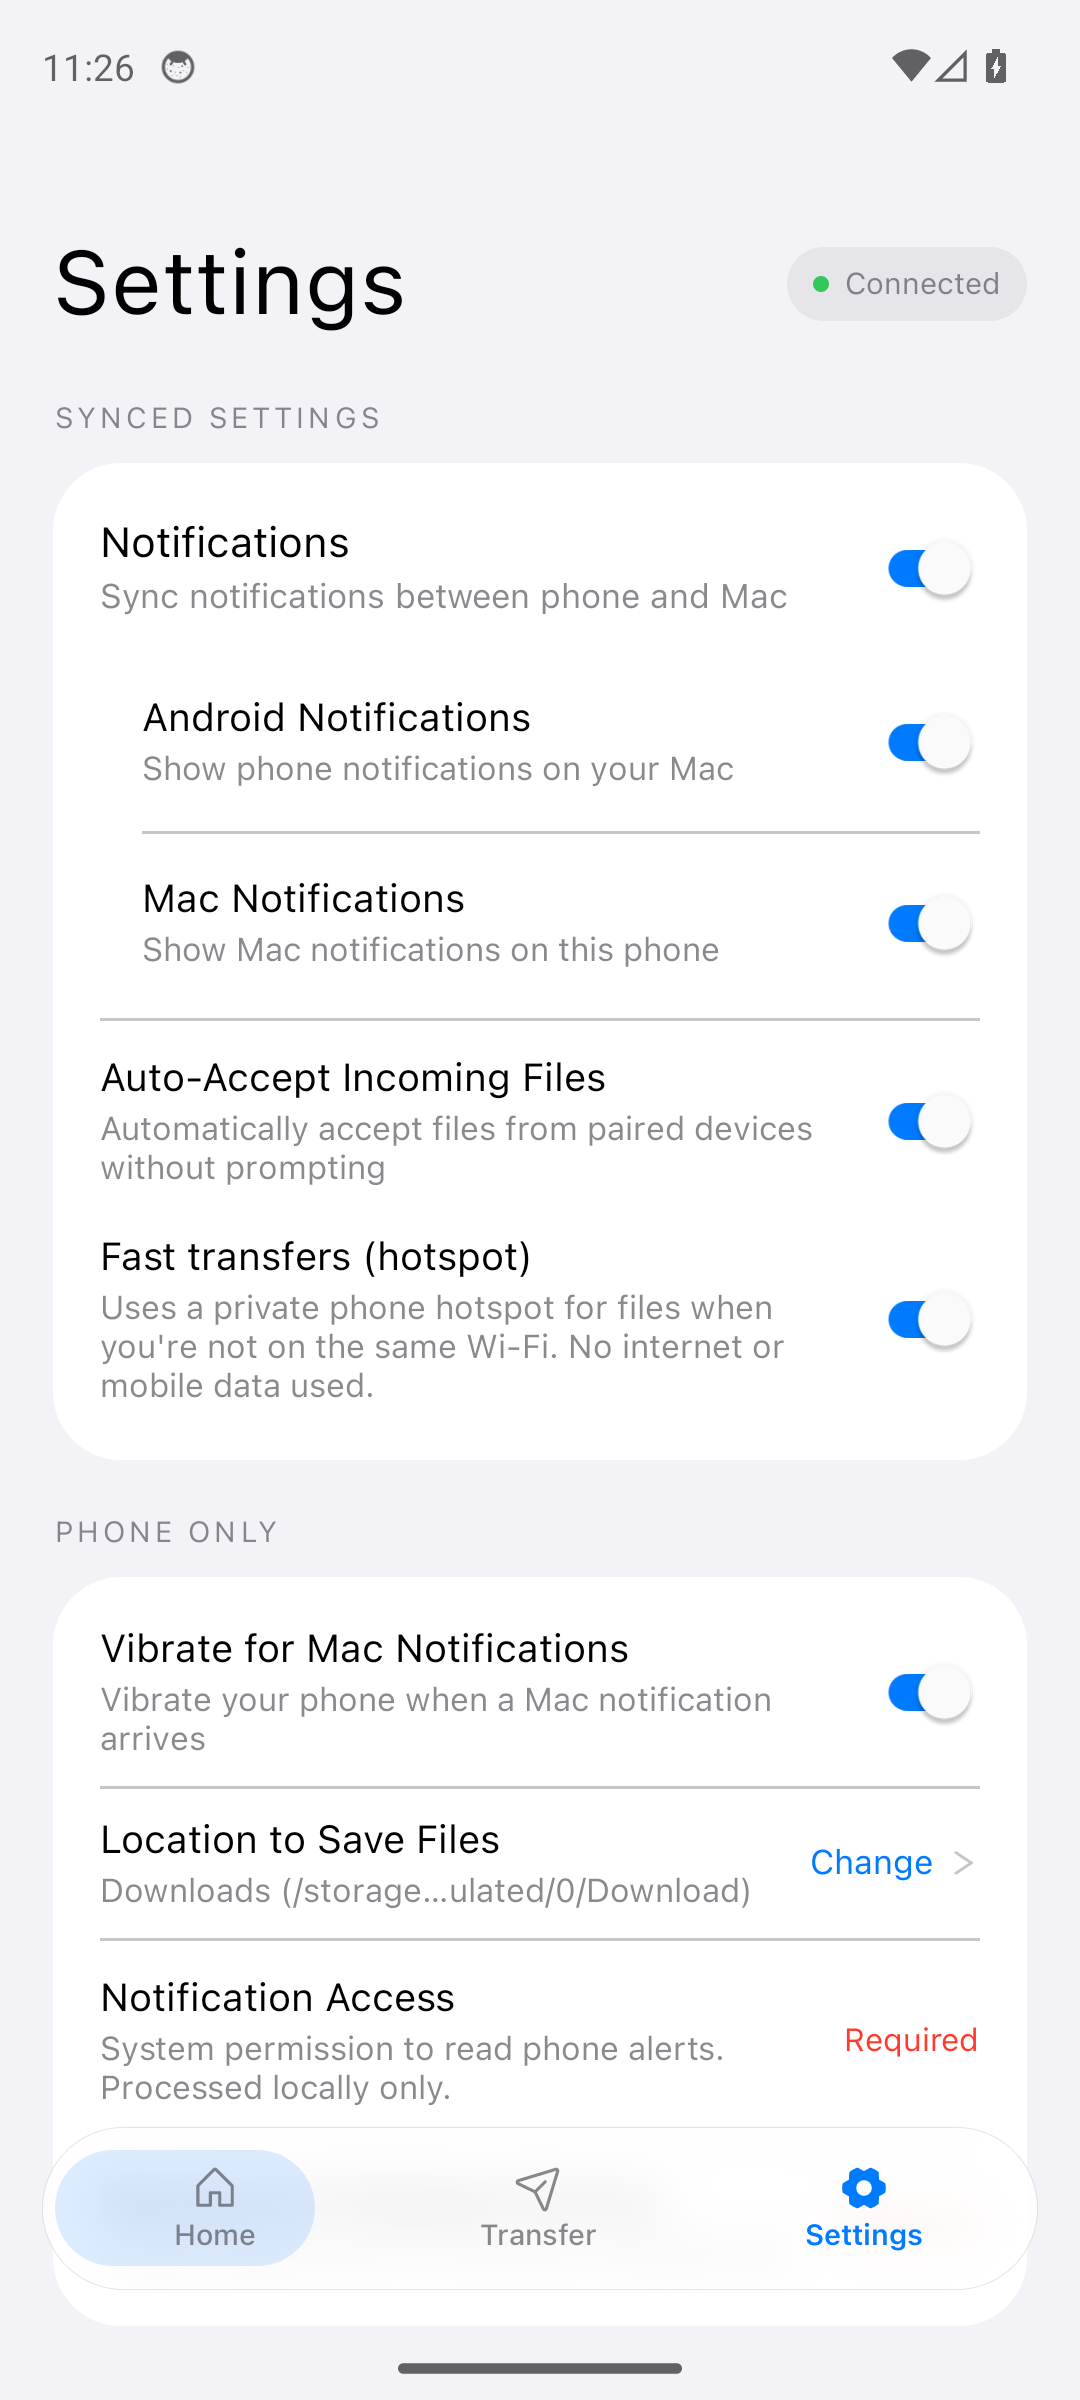 11:26
Settings
Connected
SYNCED SETTINGS
Notifications
Sync notifications between phone and Mac
Android Notifications
Show phone notifications on your Mac
Mac Notifications
Show Mac notifications on this phone
Auto-Accept Incoming Files
Automatically accept files from paired devices
without prompting
Fast transfers (hotspot)
Uses a private phone hotspot for files when
you're not on the same Wi-Fi. No internet or
mobile data used.
PHONE ONLY
Vibrate for Mac Notifications
Vibrate your phone when a Mac notification
arrives
Location to Save Files
Downloads (/storage...ulated/0/Download)
Change
Notification Access
System permission to read phone alerts.
Processed locally only.
Required
Home
Transfer
Settings